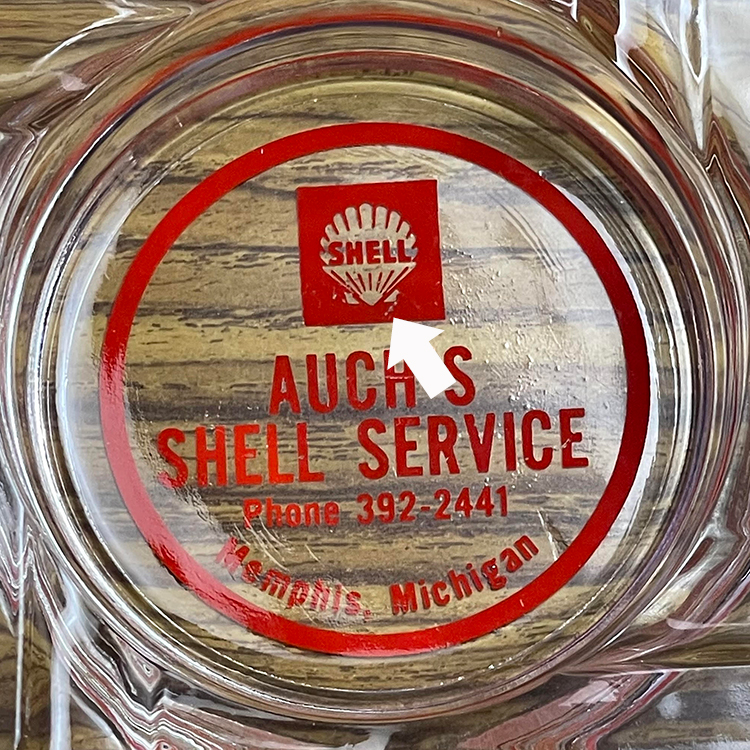 SHELL
AUCH'S
SHELL SERVICE
Phone 392-2441
Memphis, Michigan